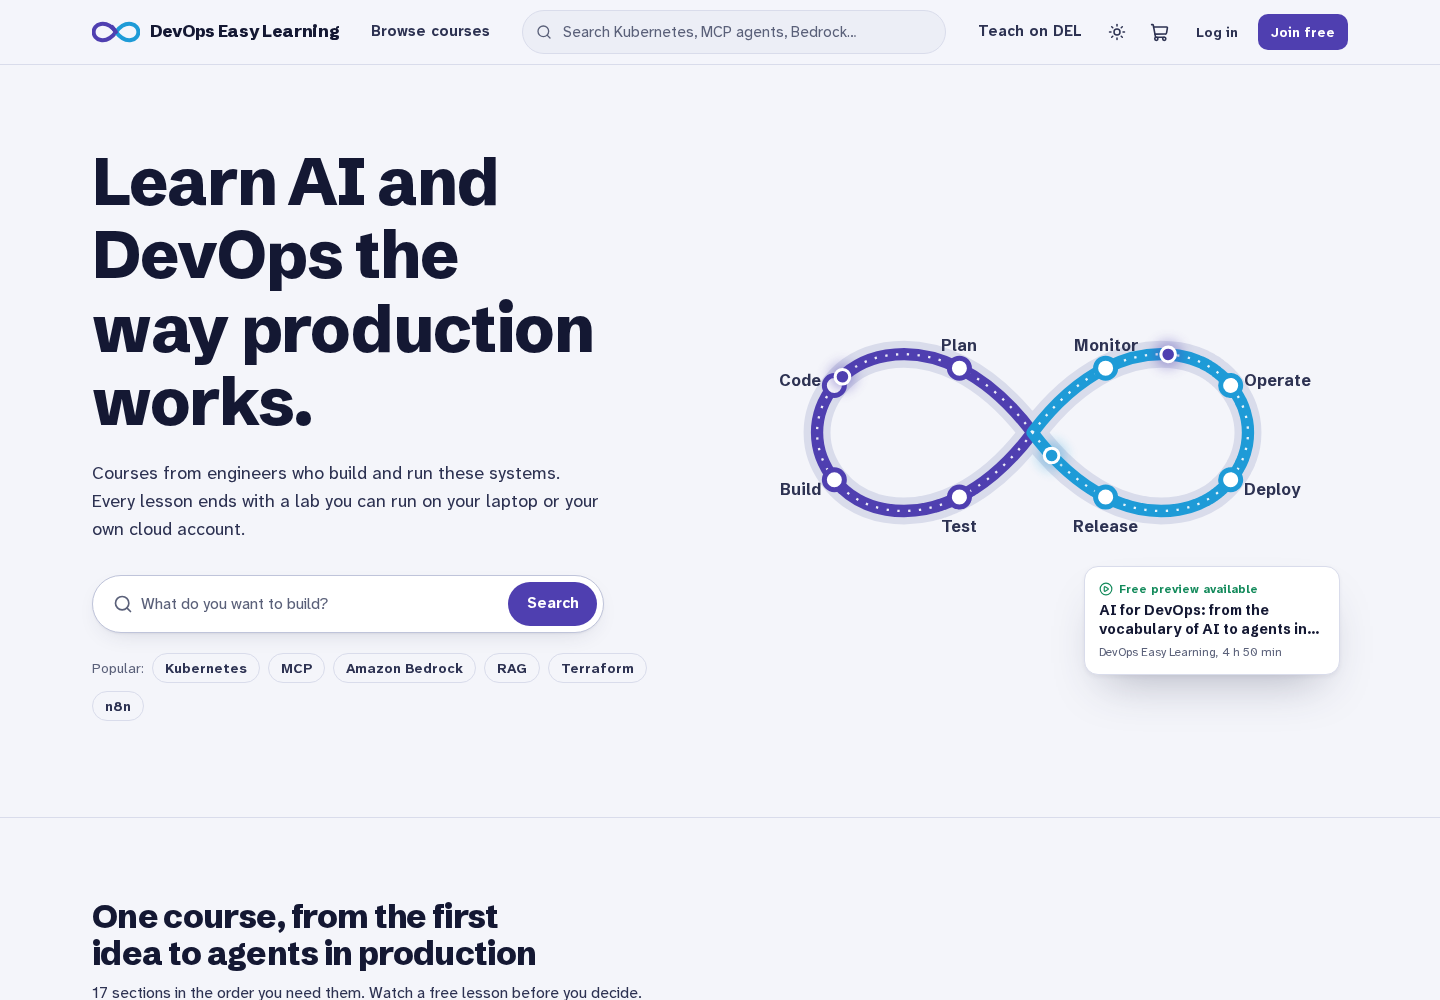 DevOps Easy Learning
Browse courses
Search Kubernetes, MCP agents, Bedrock...
Teach on DEL
Log in
Join free
Learn AI and
DevOps the
way production
works.
Courses from engineers who build and run these systems.
Every lesson ends with a lab you can run on your laptop or your
own cloud account.
What do you want to build?
Search
Popular:
Kubernetes
MCP
Amazon Bedrock
RAG
Terraform
n8n
Plan
Monitor
Code
Operate
Build
Deploy
Test
Release
Free preview available
AI for DevOps: from the
vocabulary of AI to agents in...
DevOps Easy Learning, 4 h 50 min
One course, from the first
idea to agents in production
17 sections in the order you need them. Watch a free lesson before you decide.